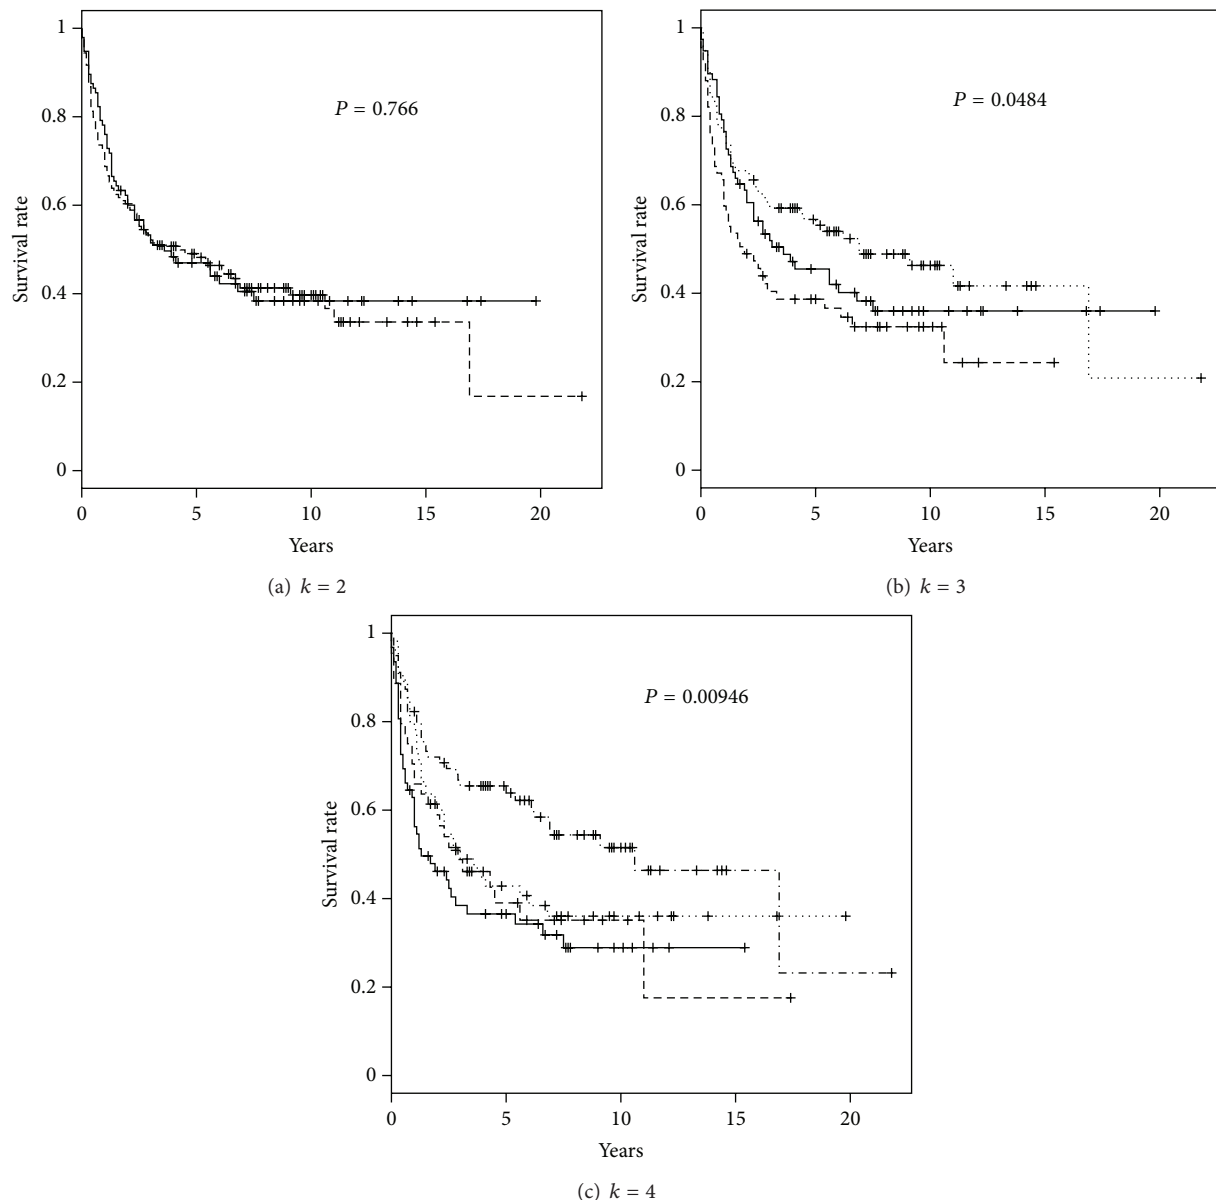 1
0.8
0.6
0.4
0.2
0
Survival rate
P = 0.766
0 5 10 15 20
Years
(a) k = 2
1
0.8
0.6
0.4
0.2
0
Survival rate
P = 0.0484
0 5 10 15 20
Years
(b) k = 3
1
0.8
0.6
0.4
0.2
0
Survival rate
P = 0.00946
0 5 10 15 20
Years
(c) k = 4